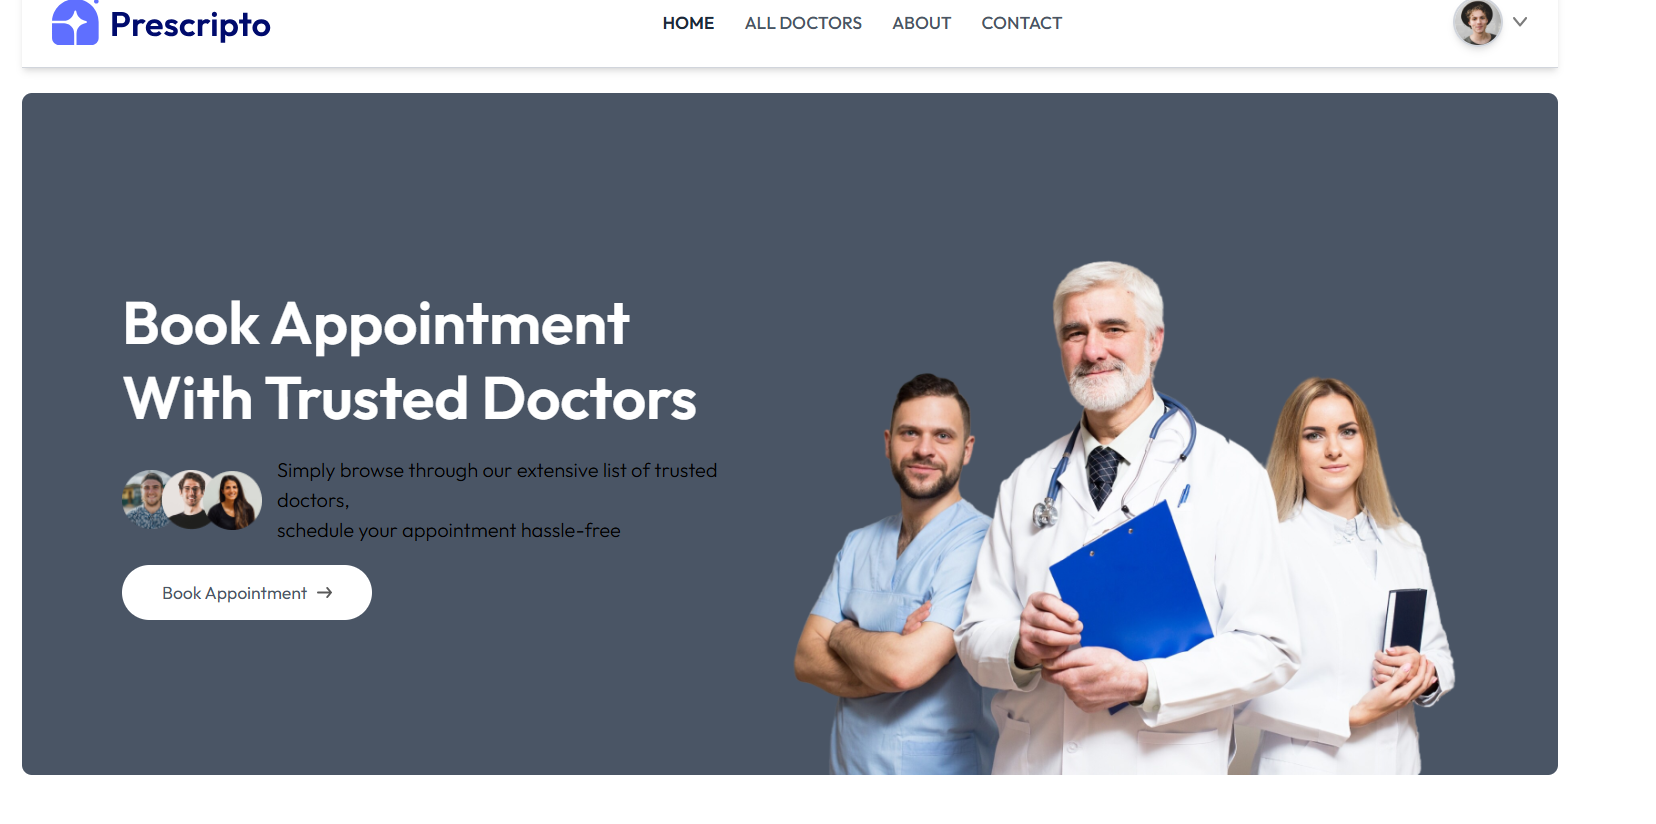 Prescripto
HOME
ALL DOCTORS
ABOUT
CONTACT
Book Appointment
With Trusted Doctors
Simply browse through our extensive list of trusted
doctors,
schedule your appointment hassle-free
Book Appointment →